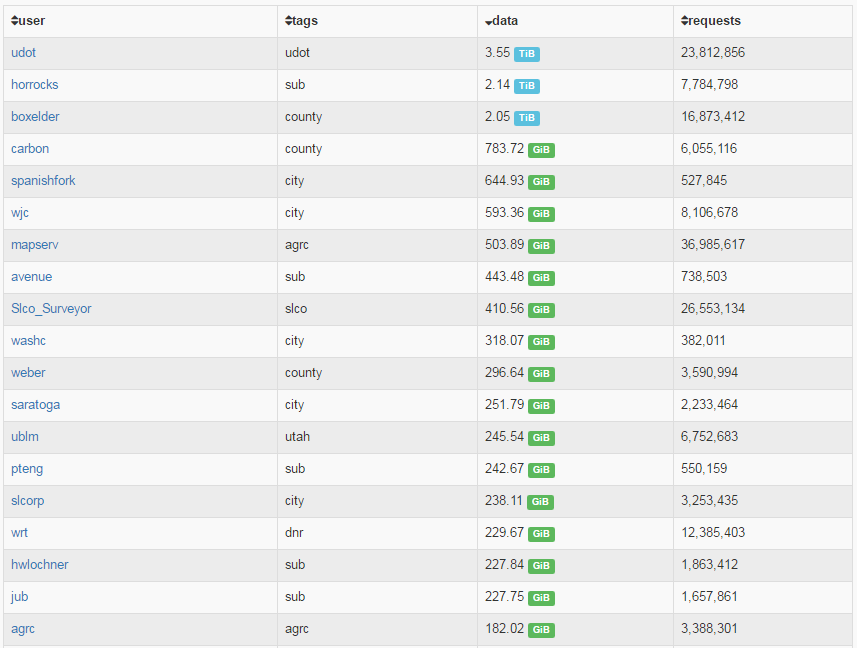 user tags data requests
udot udot 3.55 TiB 23,812,856
horrocks sub 2.14 TiB 7,784,798
boxelder county 2.05 TiB 16,873,412
carbon county 783.72 GiB 6,055,116
spanishfork city 644.93 GiB 527,845
wjc city 593.36 GiB 8,106,678
mapserv agrc 503.89 GiB 36,985,617
avenue sub 443.48 GiB 738,503
Slco_Surveyor slco 410.56 GiB 26,553,134
washc city 318.07 GiB 382,011
weber county 296.64 GiB 3,590,994
saratoga city 251.79 GiB 2,233,464
ublm utah 245.54 GiB 6,752,683
pteng sub 242.67 GiB 550,159
slcorp city 238.11 GiB 3,253,435
wrt dnr 229.67 GiB 12,385,403
hwlochner sub 227.84 GiB 1,863,412
jub sub 227.75 GiB 1,657,861
agrc agrc 182.02 GiB 3,388,301